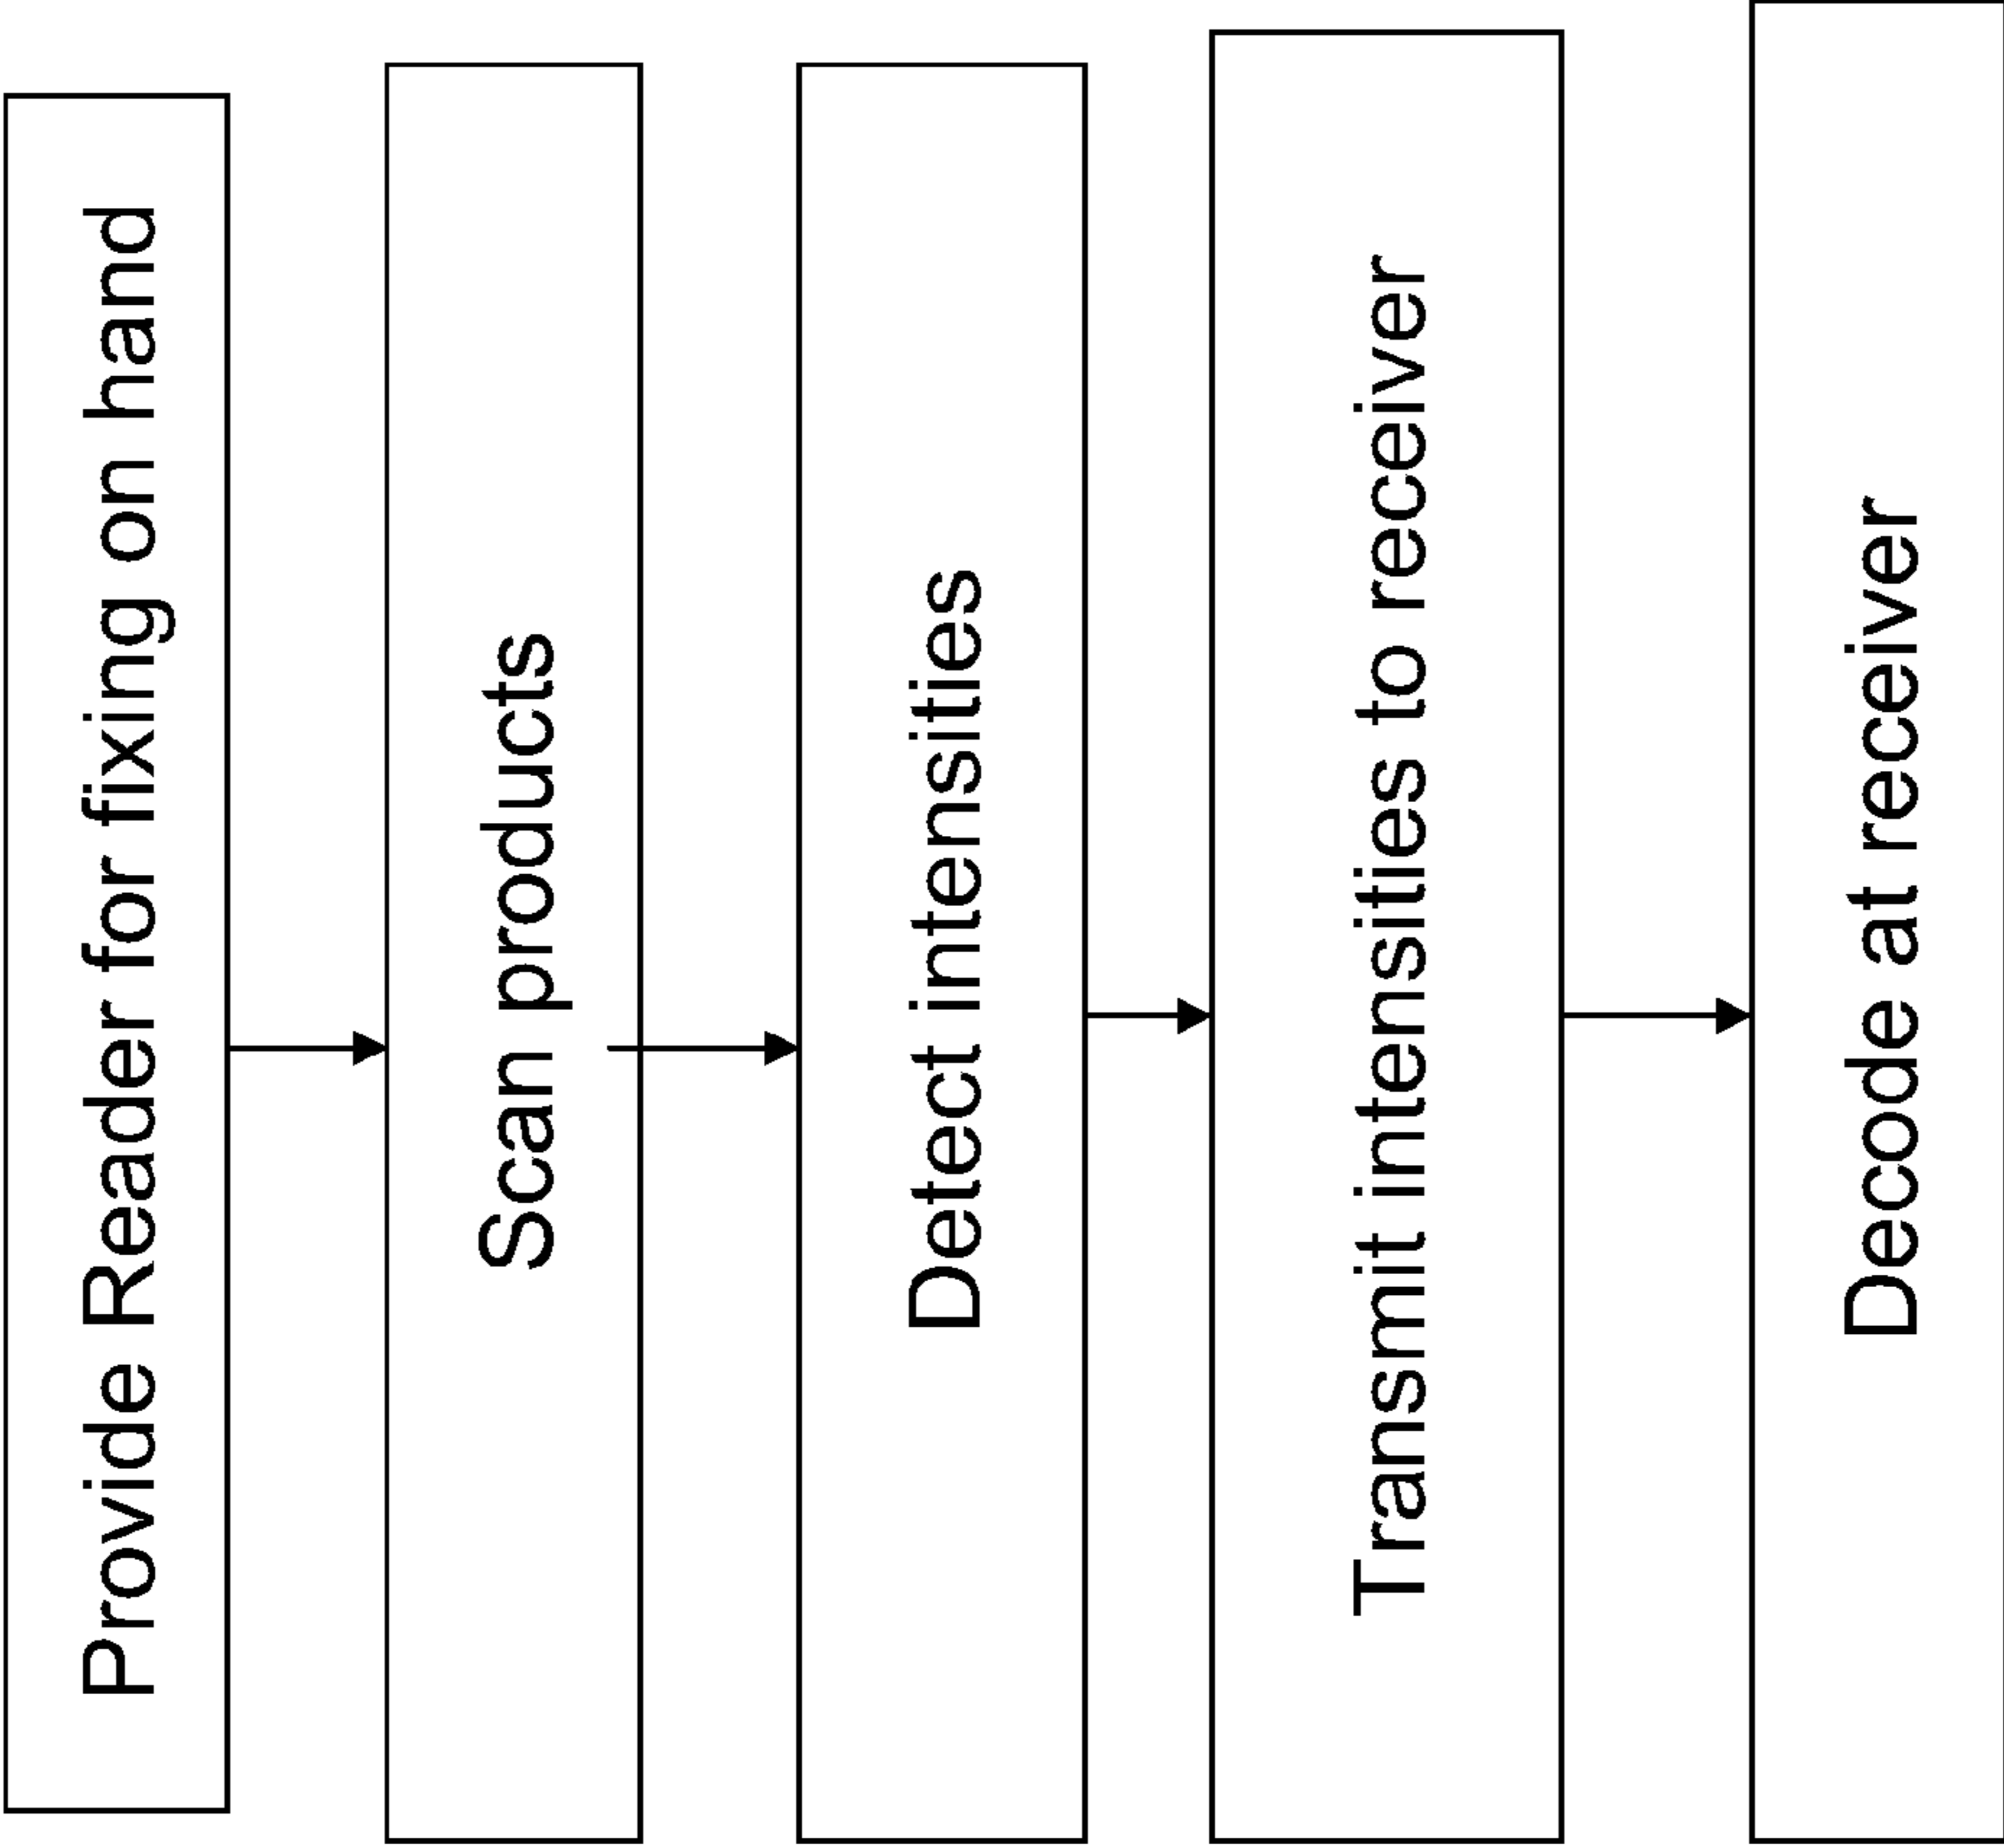 Provide Reader for fixing on hand
Scan products
Detect intensities
Transmit intensities to receiver
Decode at receiver